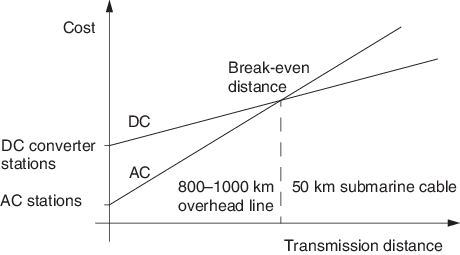 Cost
Break-even
distance
DC
DC converter
stations
AC
AC stations
800–1000 km
overhead line
50 km submarine cable
Transmission distance